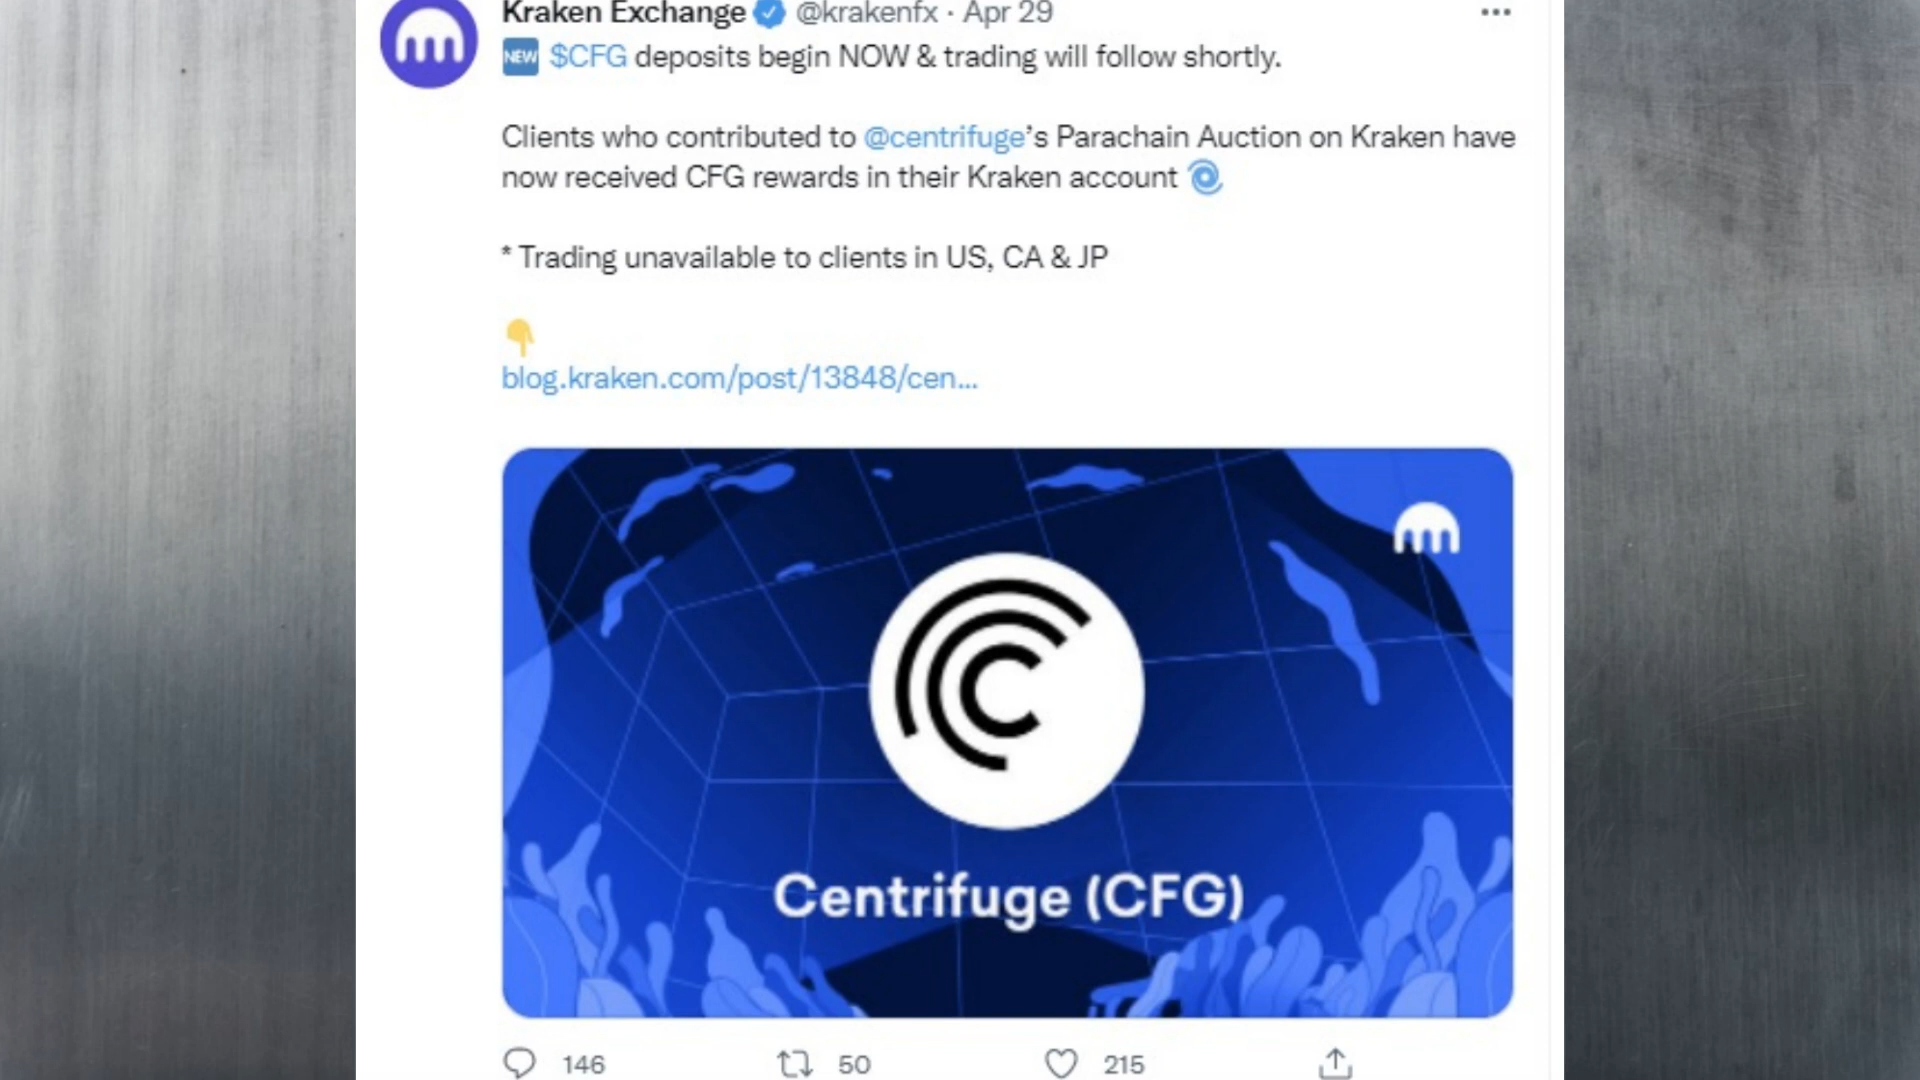 Kraken Exchange @krakenfx · Apr 29
NEW $CFG deposits begin NOW & trading will follow shortly.
Clients who contributed to @centrifuge’s Parachain Auction on Kraken have
now received CFG rewards in their Kraken account 🌀
* Trading unavailable to clients in US, CA & JP
👇
blog.kraken.com/post/13848/cen...
Centrifuge (CFG)
146 50 215